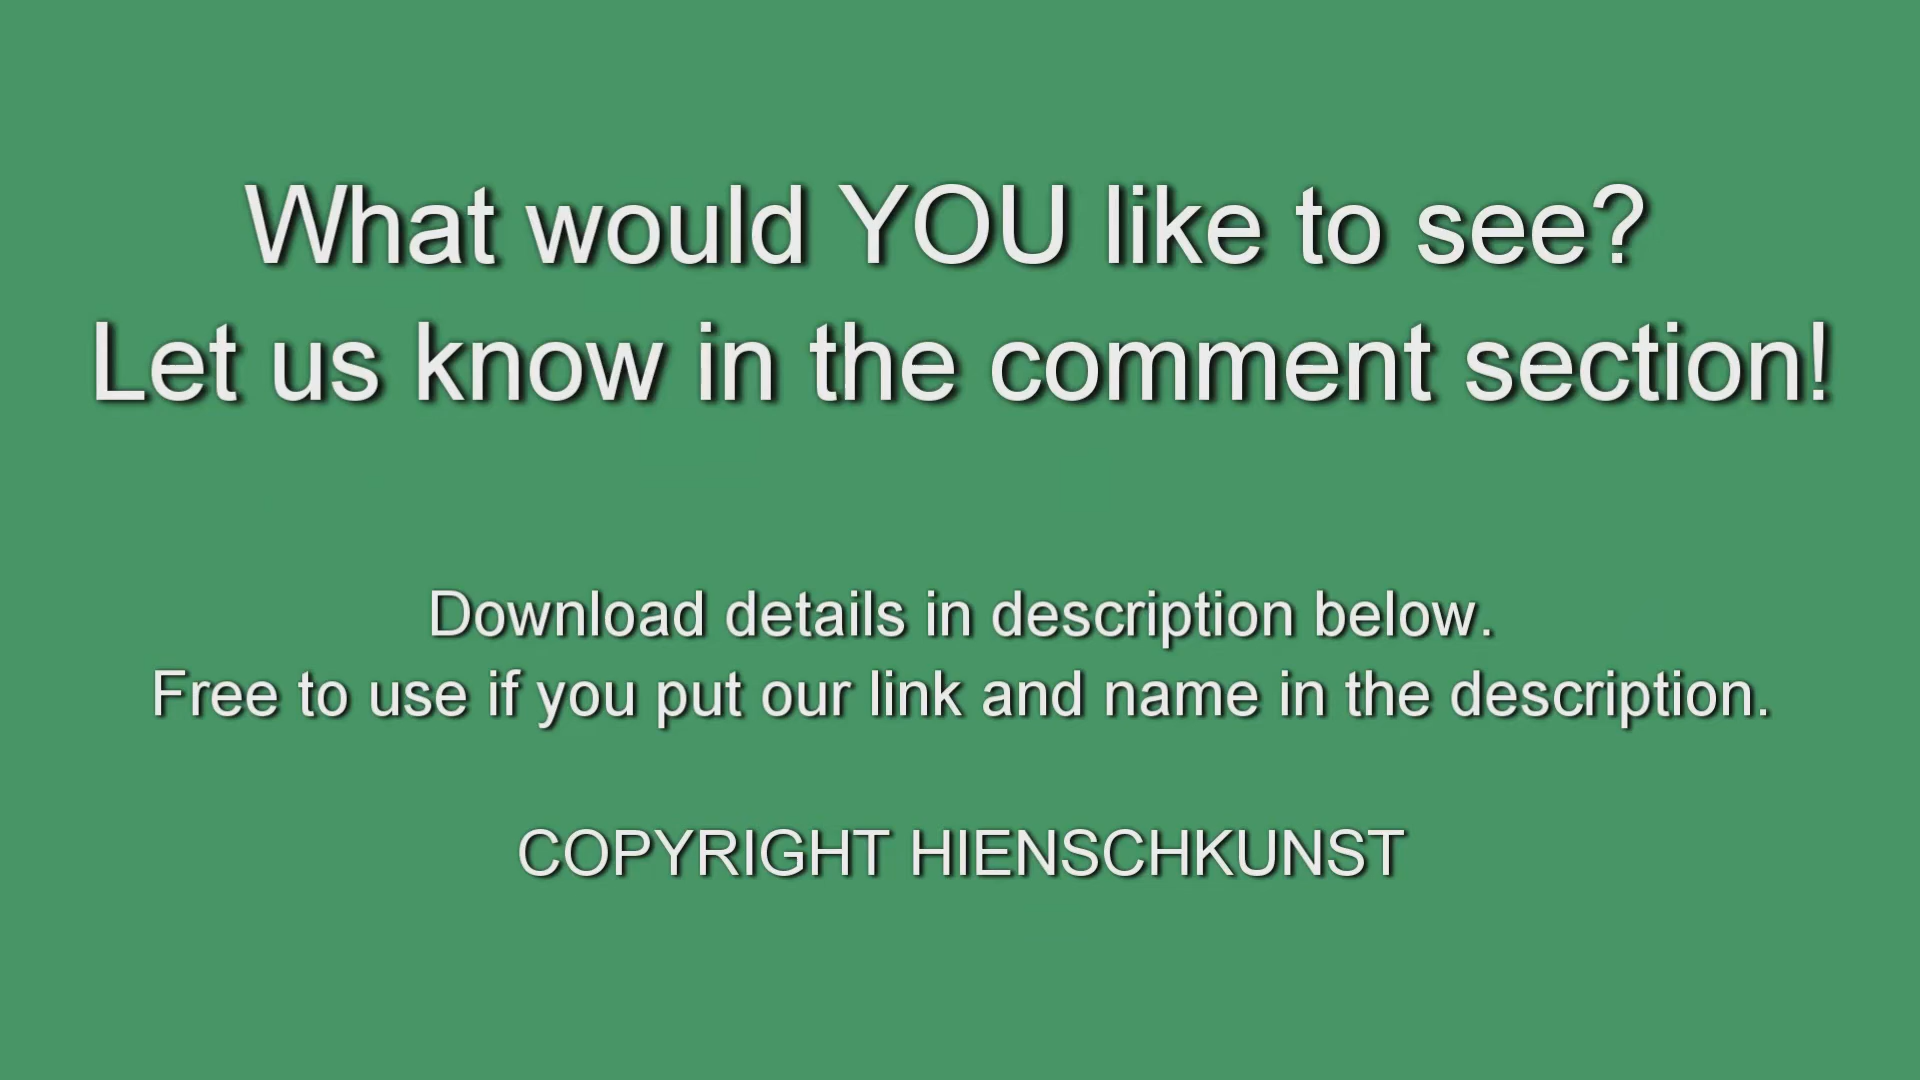 What would YOU like to see?
Let us know in the comment section!
Download details in description below.
Free to use if you put our link and name in the description.
COPYRIGHT HIENSCHKUNST